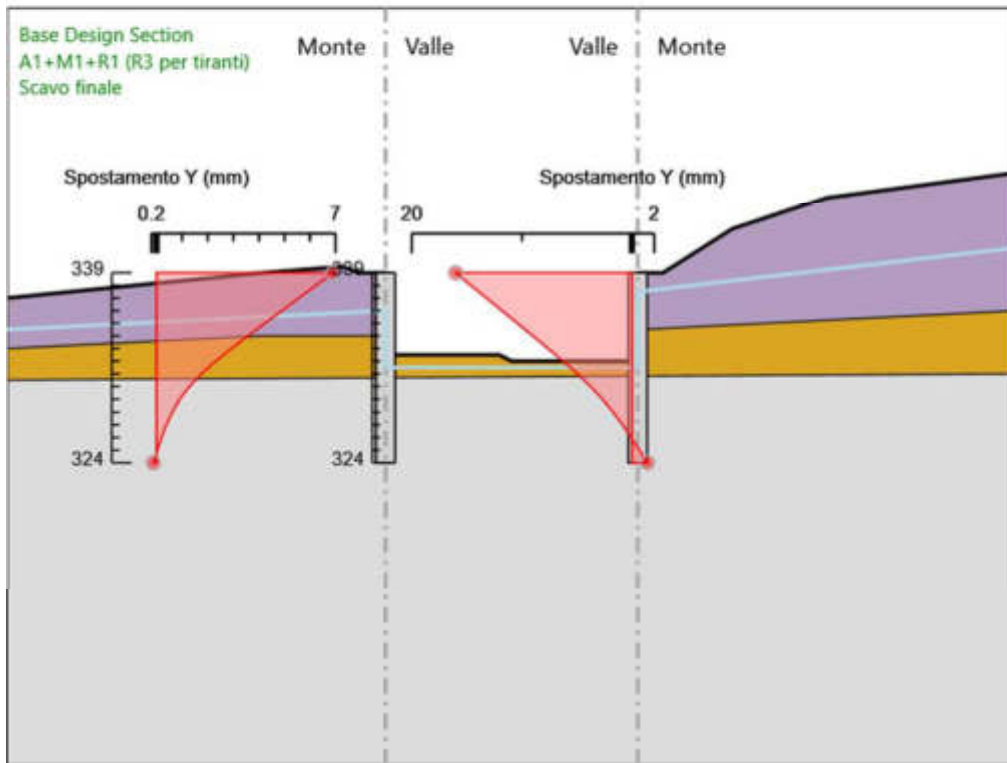 Base Design Section
A1+M1+R1 (R3 per tiranti)
Scavo finale
Monte Valle Valle Monte
Spostamento Y (mm) Spostamento Y (mm)
0.2 7 20 2
339 339
324 324